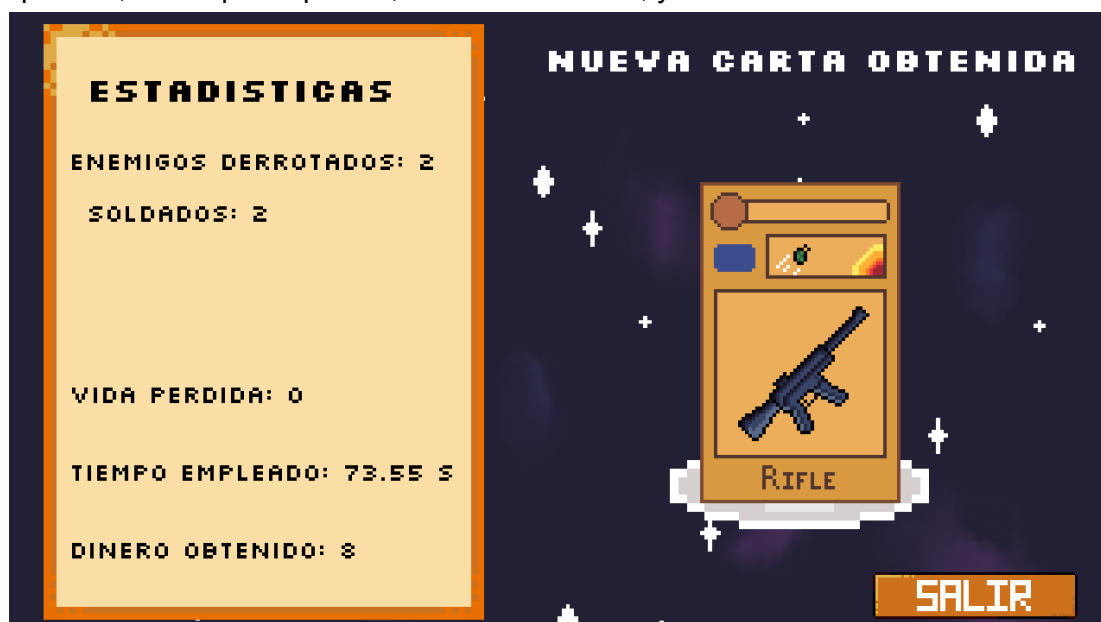 ESTADISTICAS
ENEMIGOS DERROTADOS: 2
SOLDADOS: 2
VIDA PERDIDA: 0
TIEMPO EMPLEADO: 73.55 S
DINERO OBTENIDO: 8
NUEVA CARTA OBTENIDA
RIFLE
SALIR